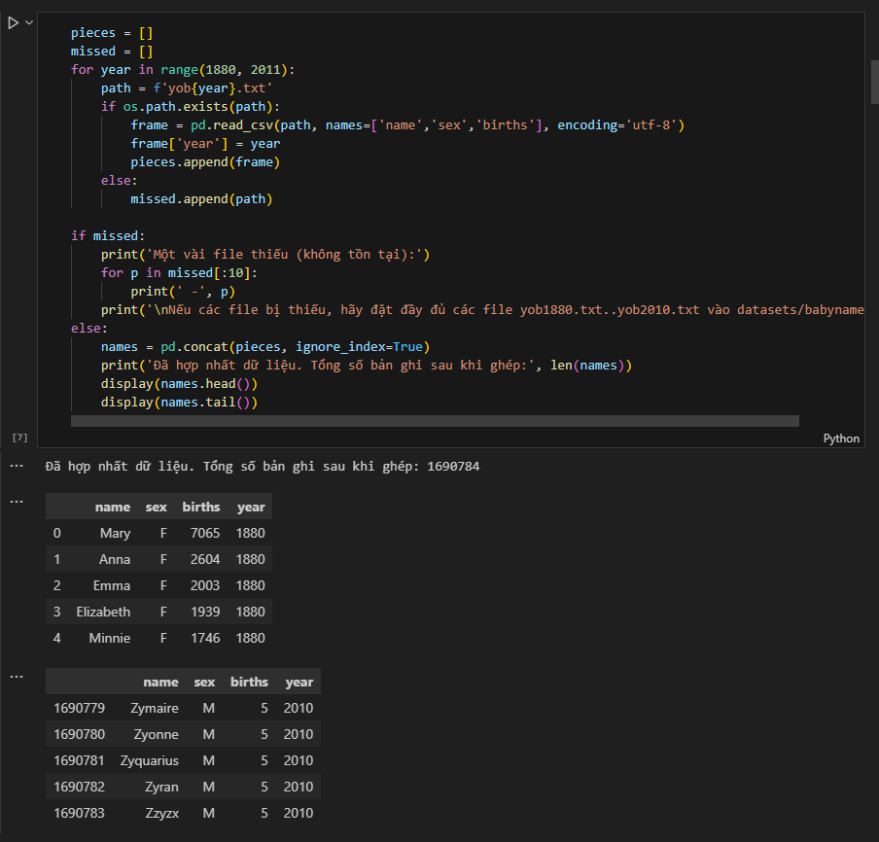 pieces = []
missed = []
for year in range(1880, 2011):
    path = f'yob{year}.txt'
    if os.path.exists(path):
        frame = pd.read_csv(path, names=['name','sex','births'], encoding='utf-8')
        frame['year'] = year
        pieces.append(frame)
    else:
        missed.append(path)

if missed:
    print('Một vài file thiếu (không tồn tại):')
    for p in missed[:10]:
        print(' -', p)
    print('\nNếu các file bị thiếu, hãy đặt đầy đủ các file yob1880.txt..yob2010.txt vào datasets/babyname
else:
    names = pd.concat(pieces, ignore_index=True)
    print('Đã hợp nhất dữ liệu. Tổng số bản ghi sau khi ghép:', len(names))
    display(names.head())
    display(names.tail())
[7]
Python
Đã hợp nhất dữ liệu. Tổng số bản ghi sau khi ghép: 1690784
name sex births year
0 Mary F 7065 1880
1 Anna F 2604 1880
2 Emma F 2003 1880
3 Elizabeth F 1939 1880
4 Minnie F 1746 1880
name sex births year
1690779 Zymaire M 5 2010
1690780 Zyonne M 5 2010
1690781 Zyquarius M 5 2010
1690782 Zyran M 5 2010
1690783 Zzyzx M 5 2010